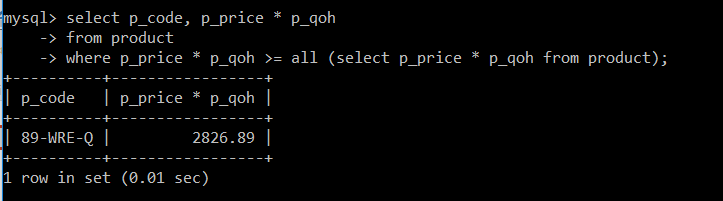 mysql> select p_code, p_price * p_qoh
    -> from product
    -> where p_price * p_qoh >= all (select p_price * p_qoh from product);
+----------+-----------------+
| p_code   | p_price * p_qoh |
+----------+-----------------+
| 89-WRE-Q |         2826.89 |
+----------+-----------------+
1 row in set (0.01 sec)